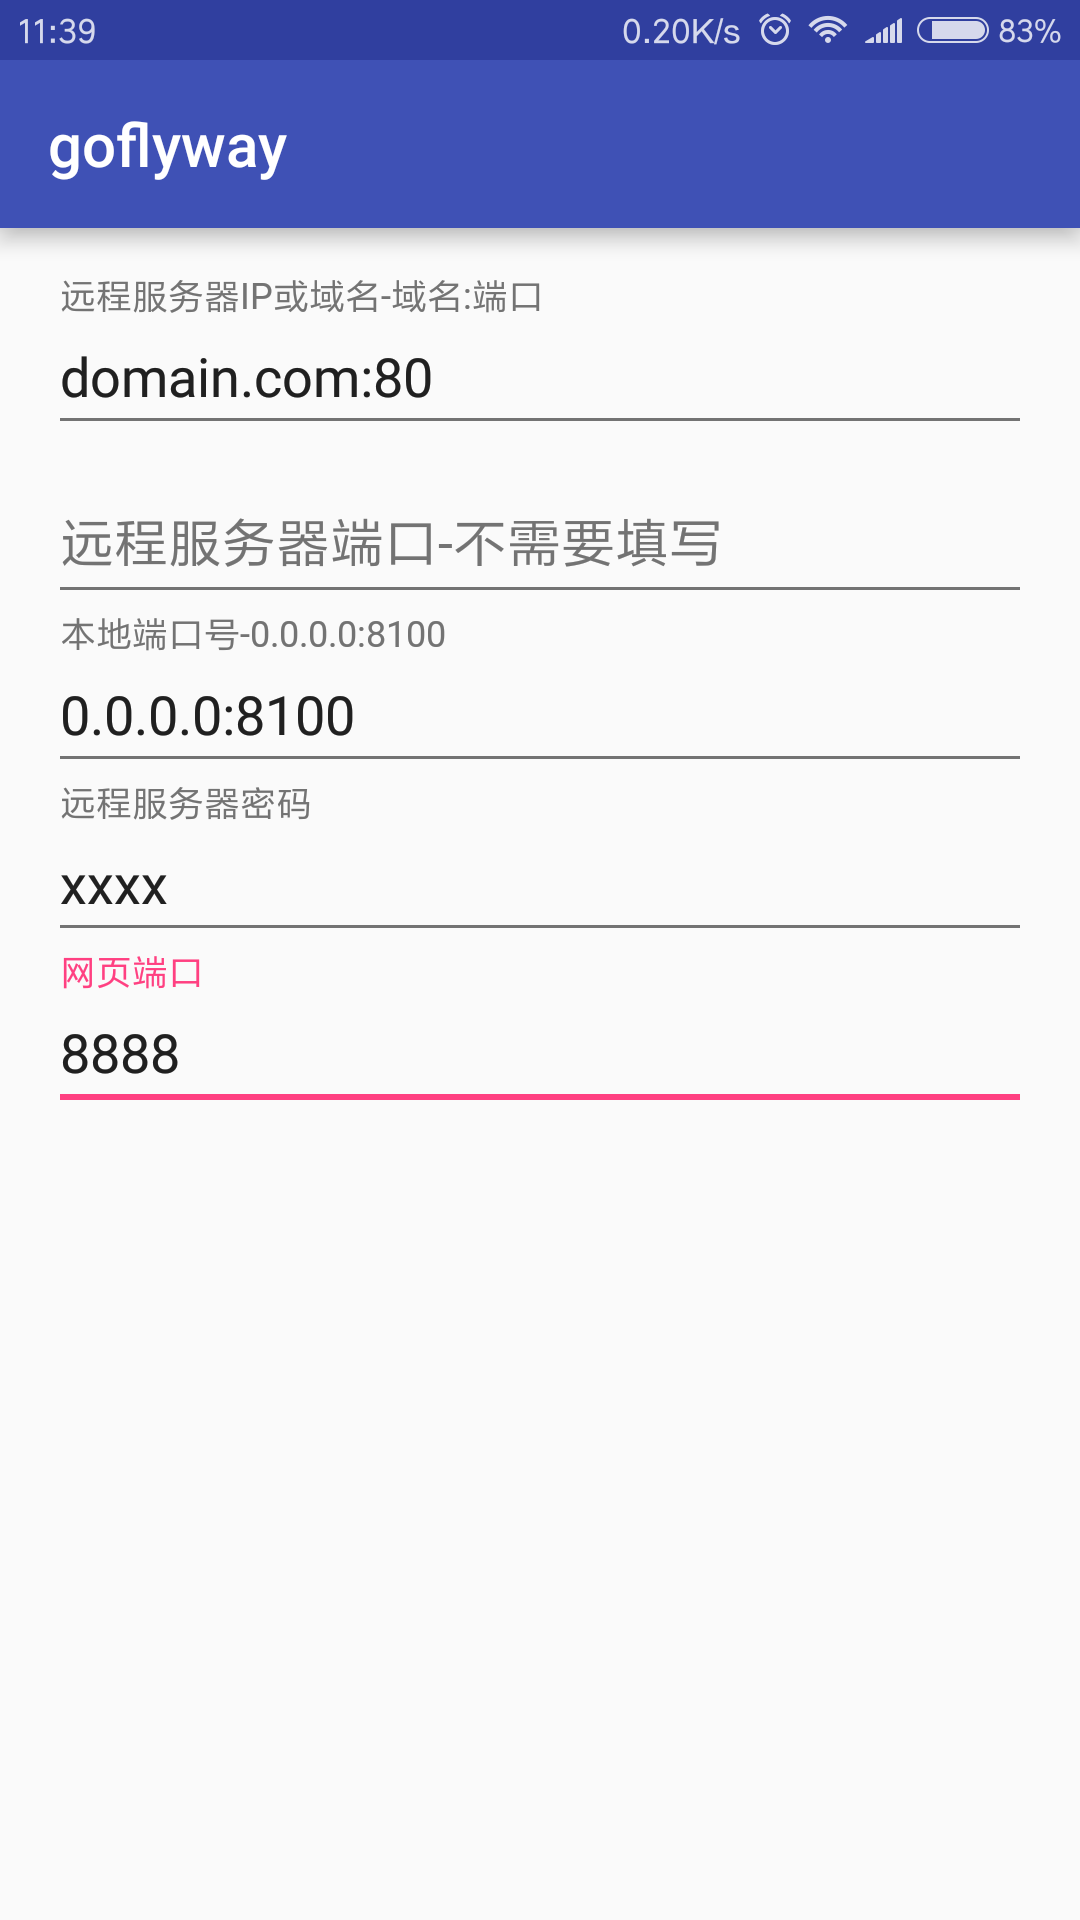 11:39 0.20K/s 83%
goflyway
远程服务器IP或域名-域名:端口
domain.com:80
远程服务器端口-不需要填写
本地端口号-0.0.0.0:8100
0.0.0.0:8100
远程服务器密码
xxxx
网页端口
8888